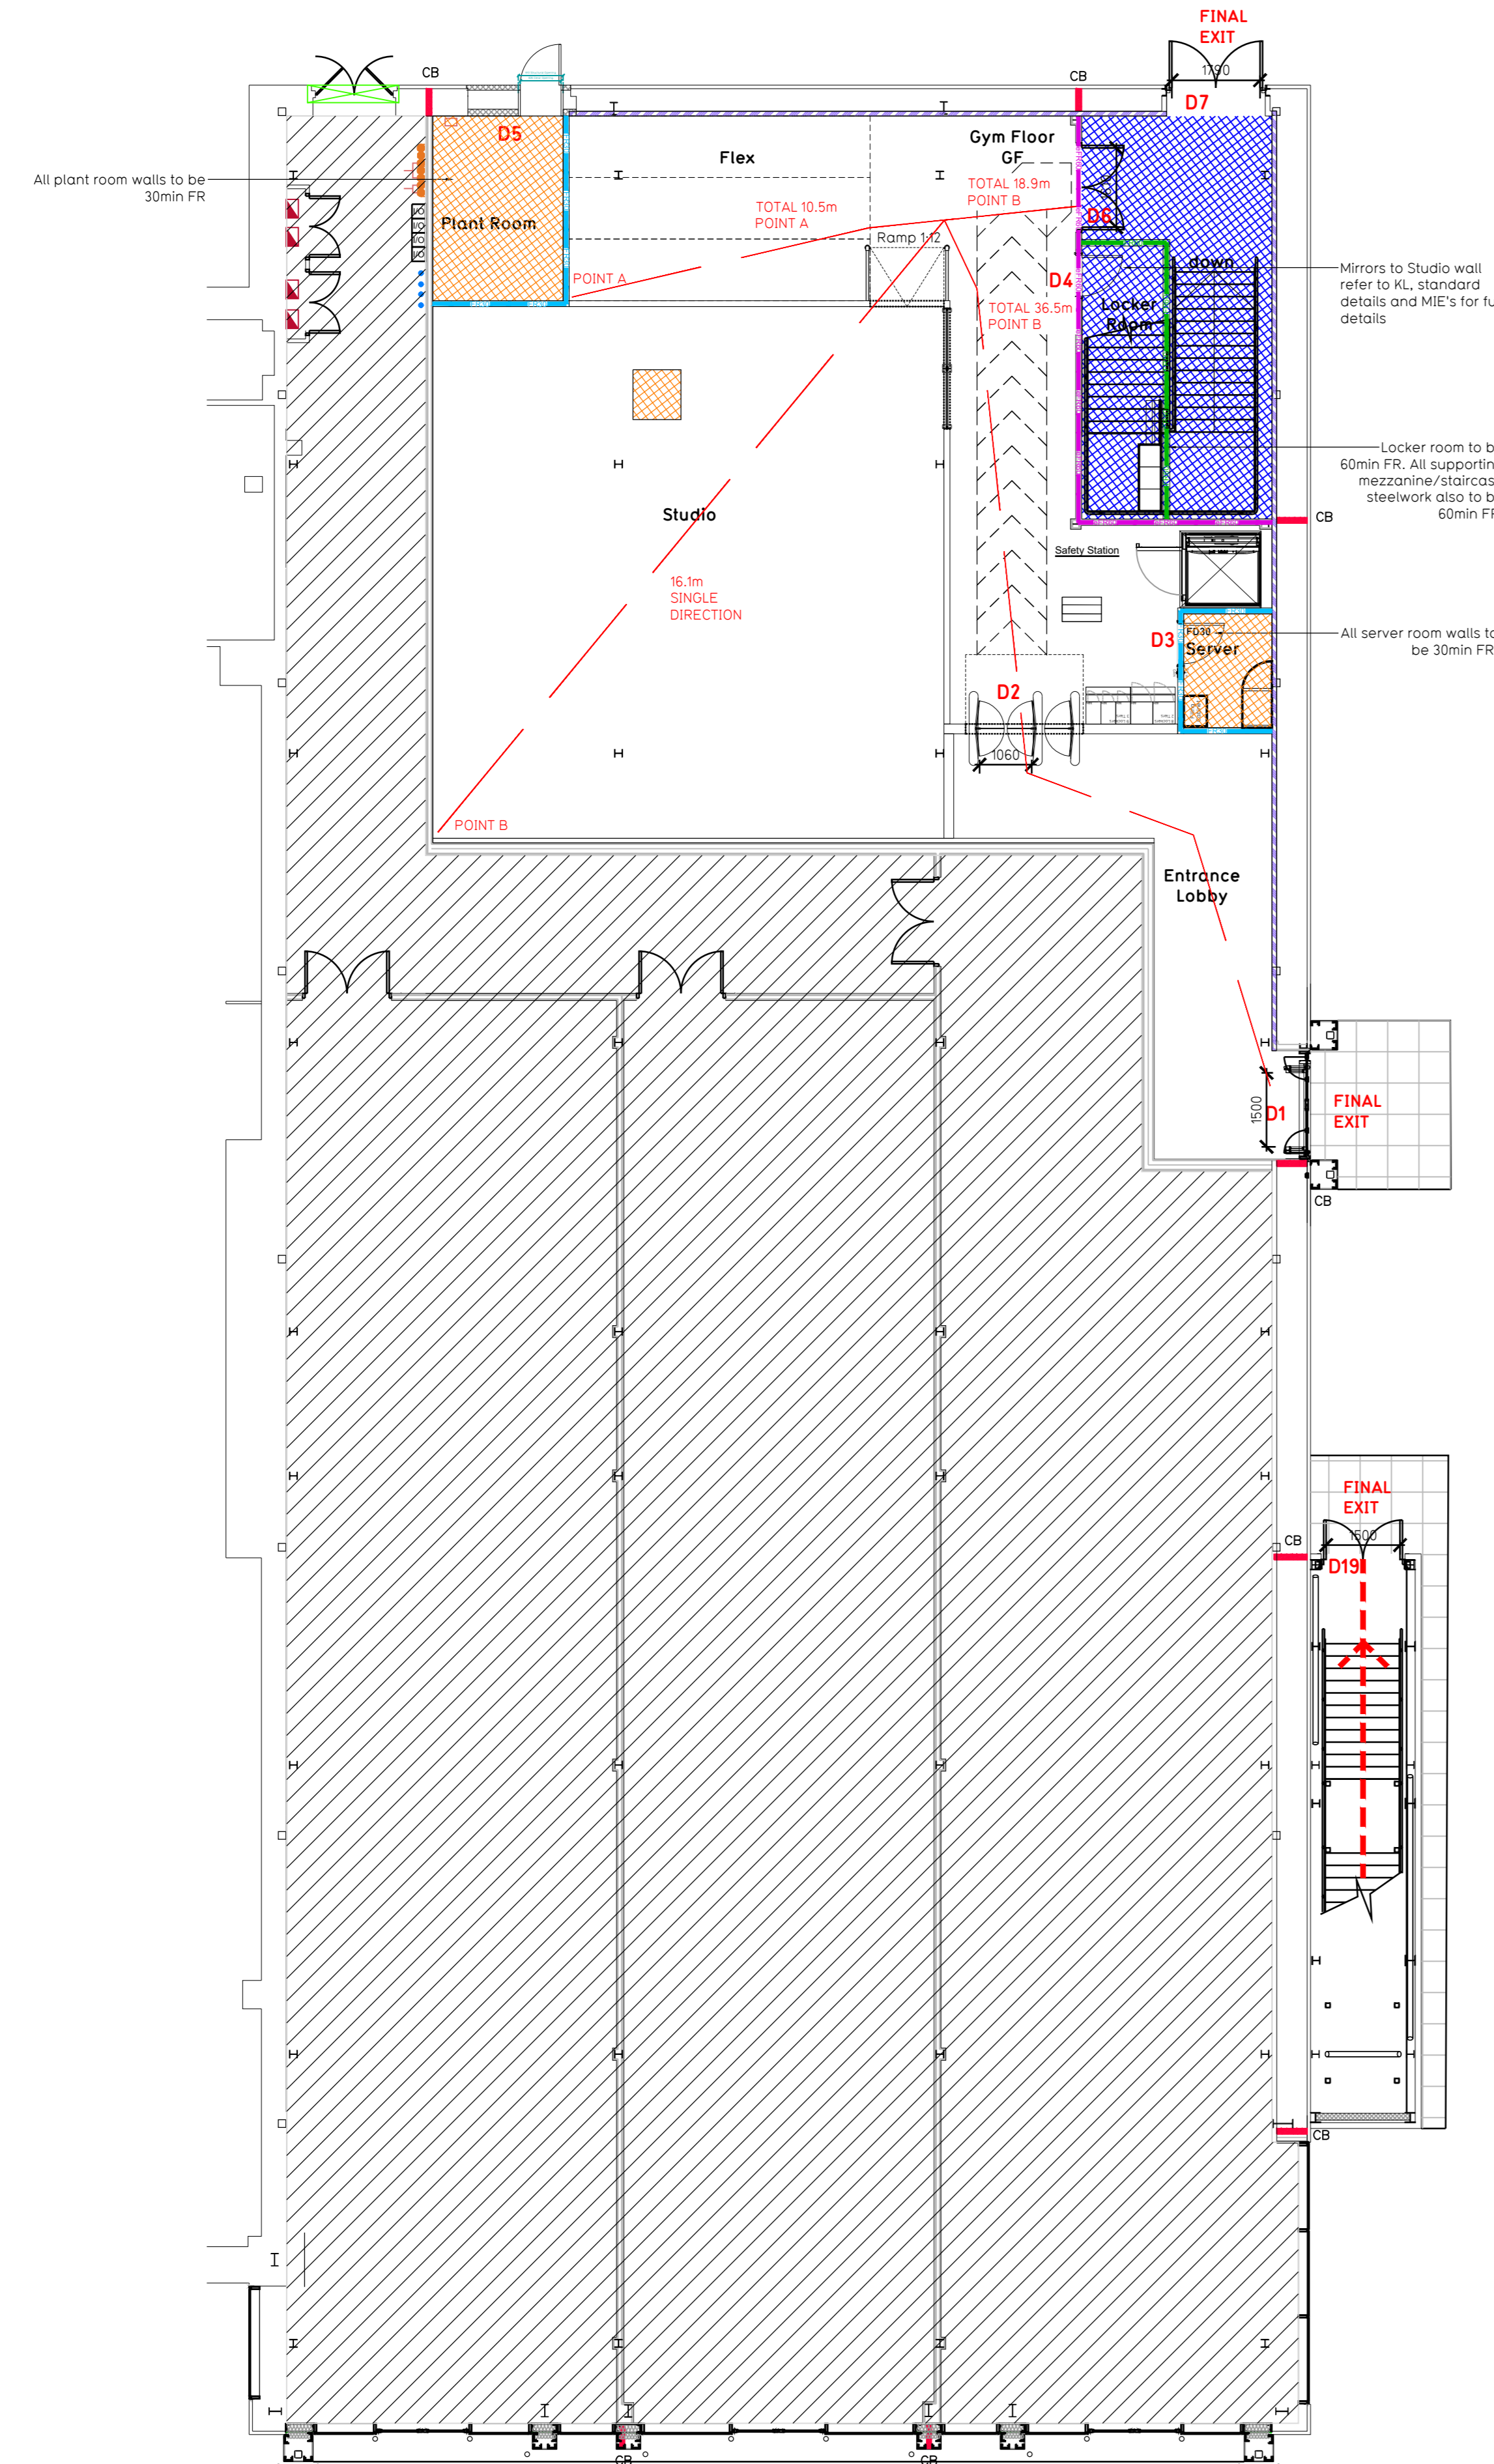 FINAL
EXIT
1790
CB
CB
D7
D5
Gym Floor
GF
Flex
All plant room walls to be
30min FR
TOTAL 18.9m
POINT B
TOTAL 10.5m
POINT A
D6
Plant Room
Ramp 1:12
I/O
I/O
I/O
I/O
down
Mirrors to Studio wall
refer to KL, standard
details and MIE's for fu
details
POINT A
D4
Locker
Room
TOTAL 36.5m
POINT B
Locker room to b
60min FR. All supportin
mezzanine/staircas
steelwork also to b
60min FR
Studio
CB
Safety Station
16.1m
SINGLE
DIRECTION
FD30
D3
Server
All server room walls to
be 30min FR
D2
1060
POINT B
Entrance
Lobby
FINAL
EXIT
1500
D1
CB
FINAL
EXIT
1500
CB
D19
CB
CB
CB